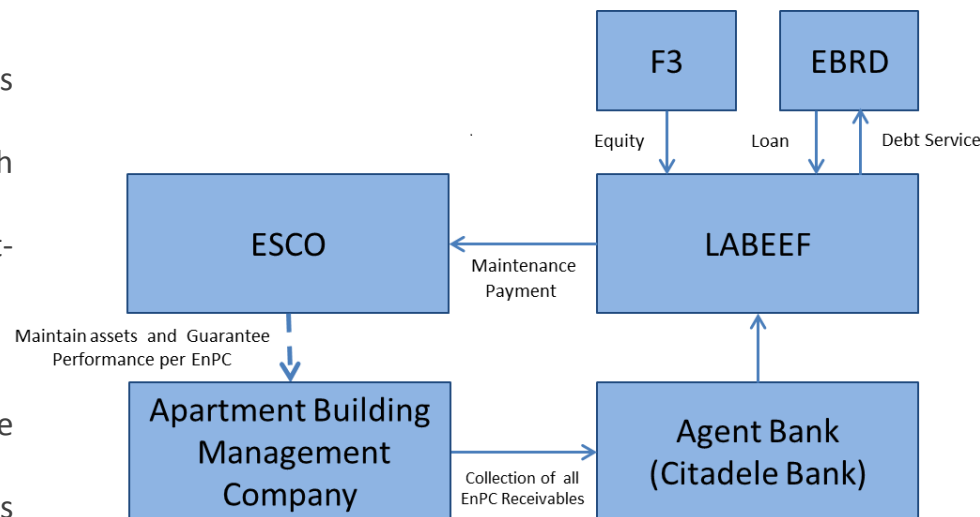 s
h
t-
e
s
F3
EBRD
Equity
Loan
Debt Service
ESCO
LABEEF
Maintenance
Payment
Maintain assets and Guarantee
Performance per EnPC
Apartment Building
Management
Company
Collection of all
EnPC Receivables
Agent Bank
(Citadele Bank)